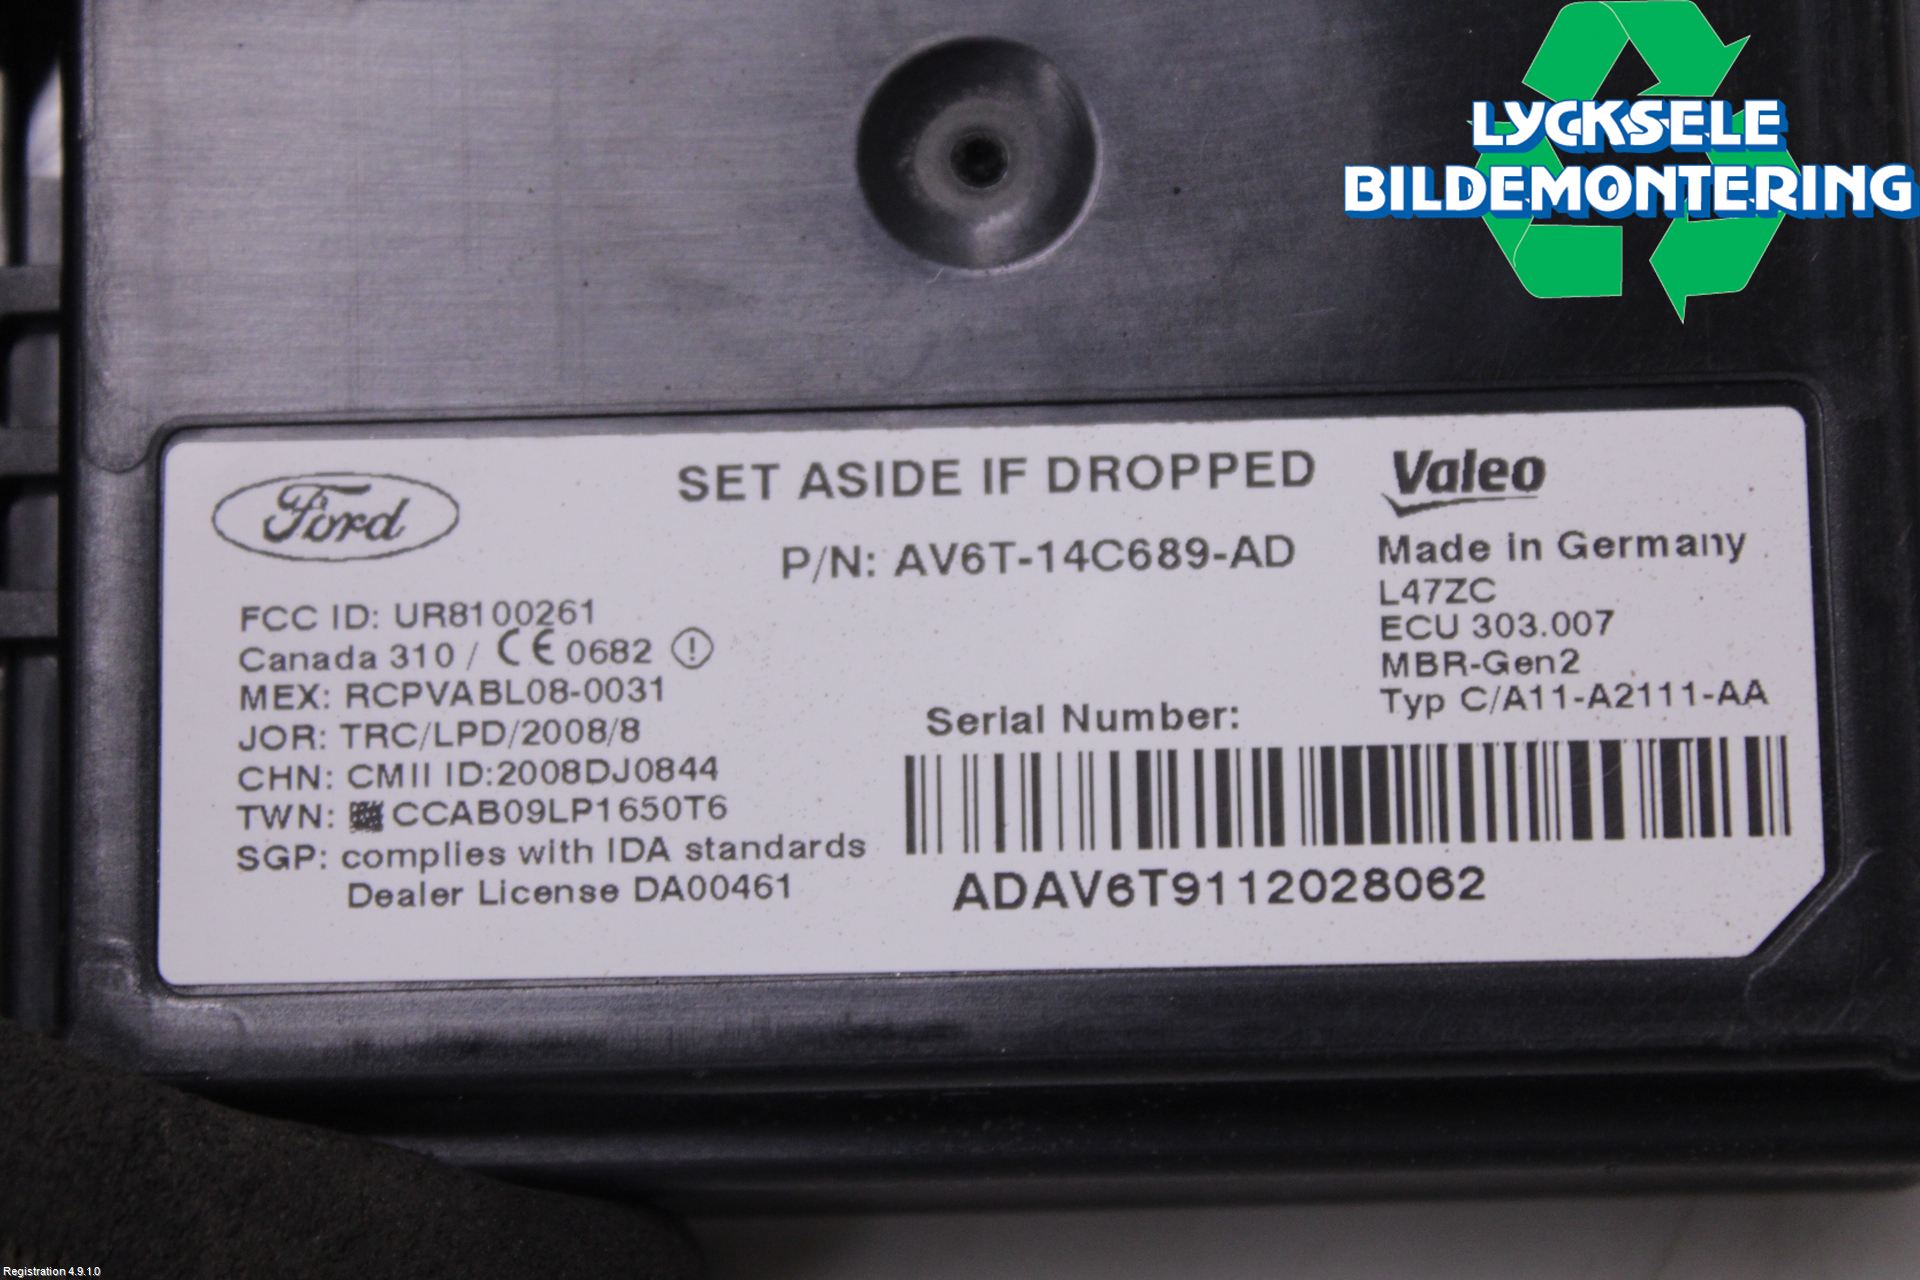 LYCKSELE
BILDEMONTERING
Ford
SET ASIDE IF DROPPED
Valeo
P/N: AV6T-14C689-AD
Made in Germany
L47ZC
ECU 303.007
MBR-Gen2
Typ C/A11-A2111-AA
FCC ID: UR8100261
Canada 310 / CE 0682
MEX: RCPVABL08-0031
JOR: TRC/LPD/2008/8
CHN: CMII ID:2008DJ0844
TWN: CCAB09LP1650T6
SGP: complies with IDA standards
Dealer License DA00461
Serial Number:
ADAV6T9112028062
Registration 4.9.1.0